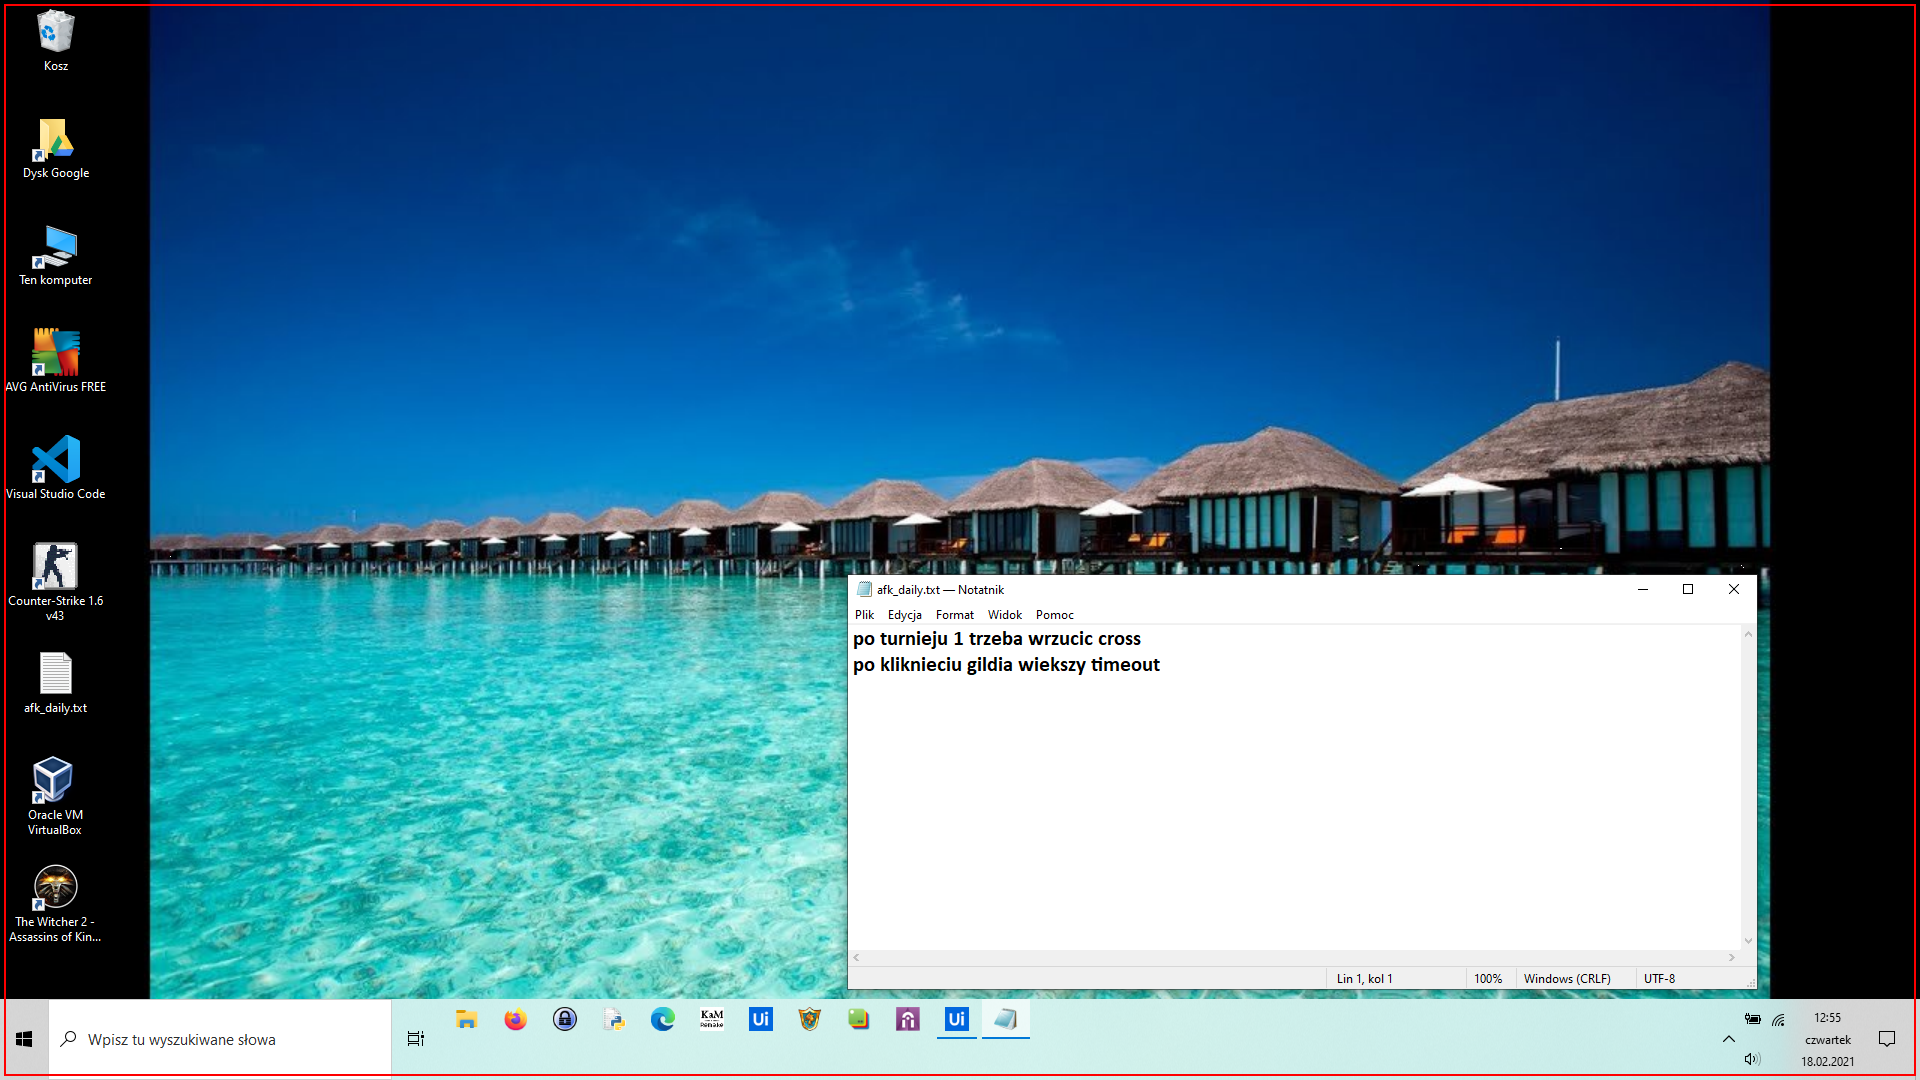 Kosz
Dysk Google
Ten komputer
AVG AntiVirus FREE
Visual Studio Code
Counter-Strike 1.6
v43
afk_daily.txt
Oracle VM
VirtualBox
The Witcher 2 -
Assassins of Kin...
afk_daily.txt — Notatnik
Plik Edycja Format Widok Pomoc
po turnieju 1 trzeba wrzucic cross
po kliknieciu gildia wiekszy timeout
Lin 1, kol 1 100% Windows (CRLF) UTF-8
Wpisz tu wyszukiwane słowa
KaM
Remake
Ui
Ui
12:55
czwartek
18.02.2021